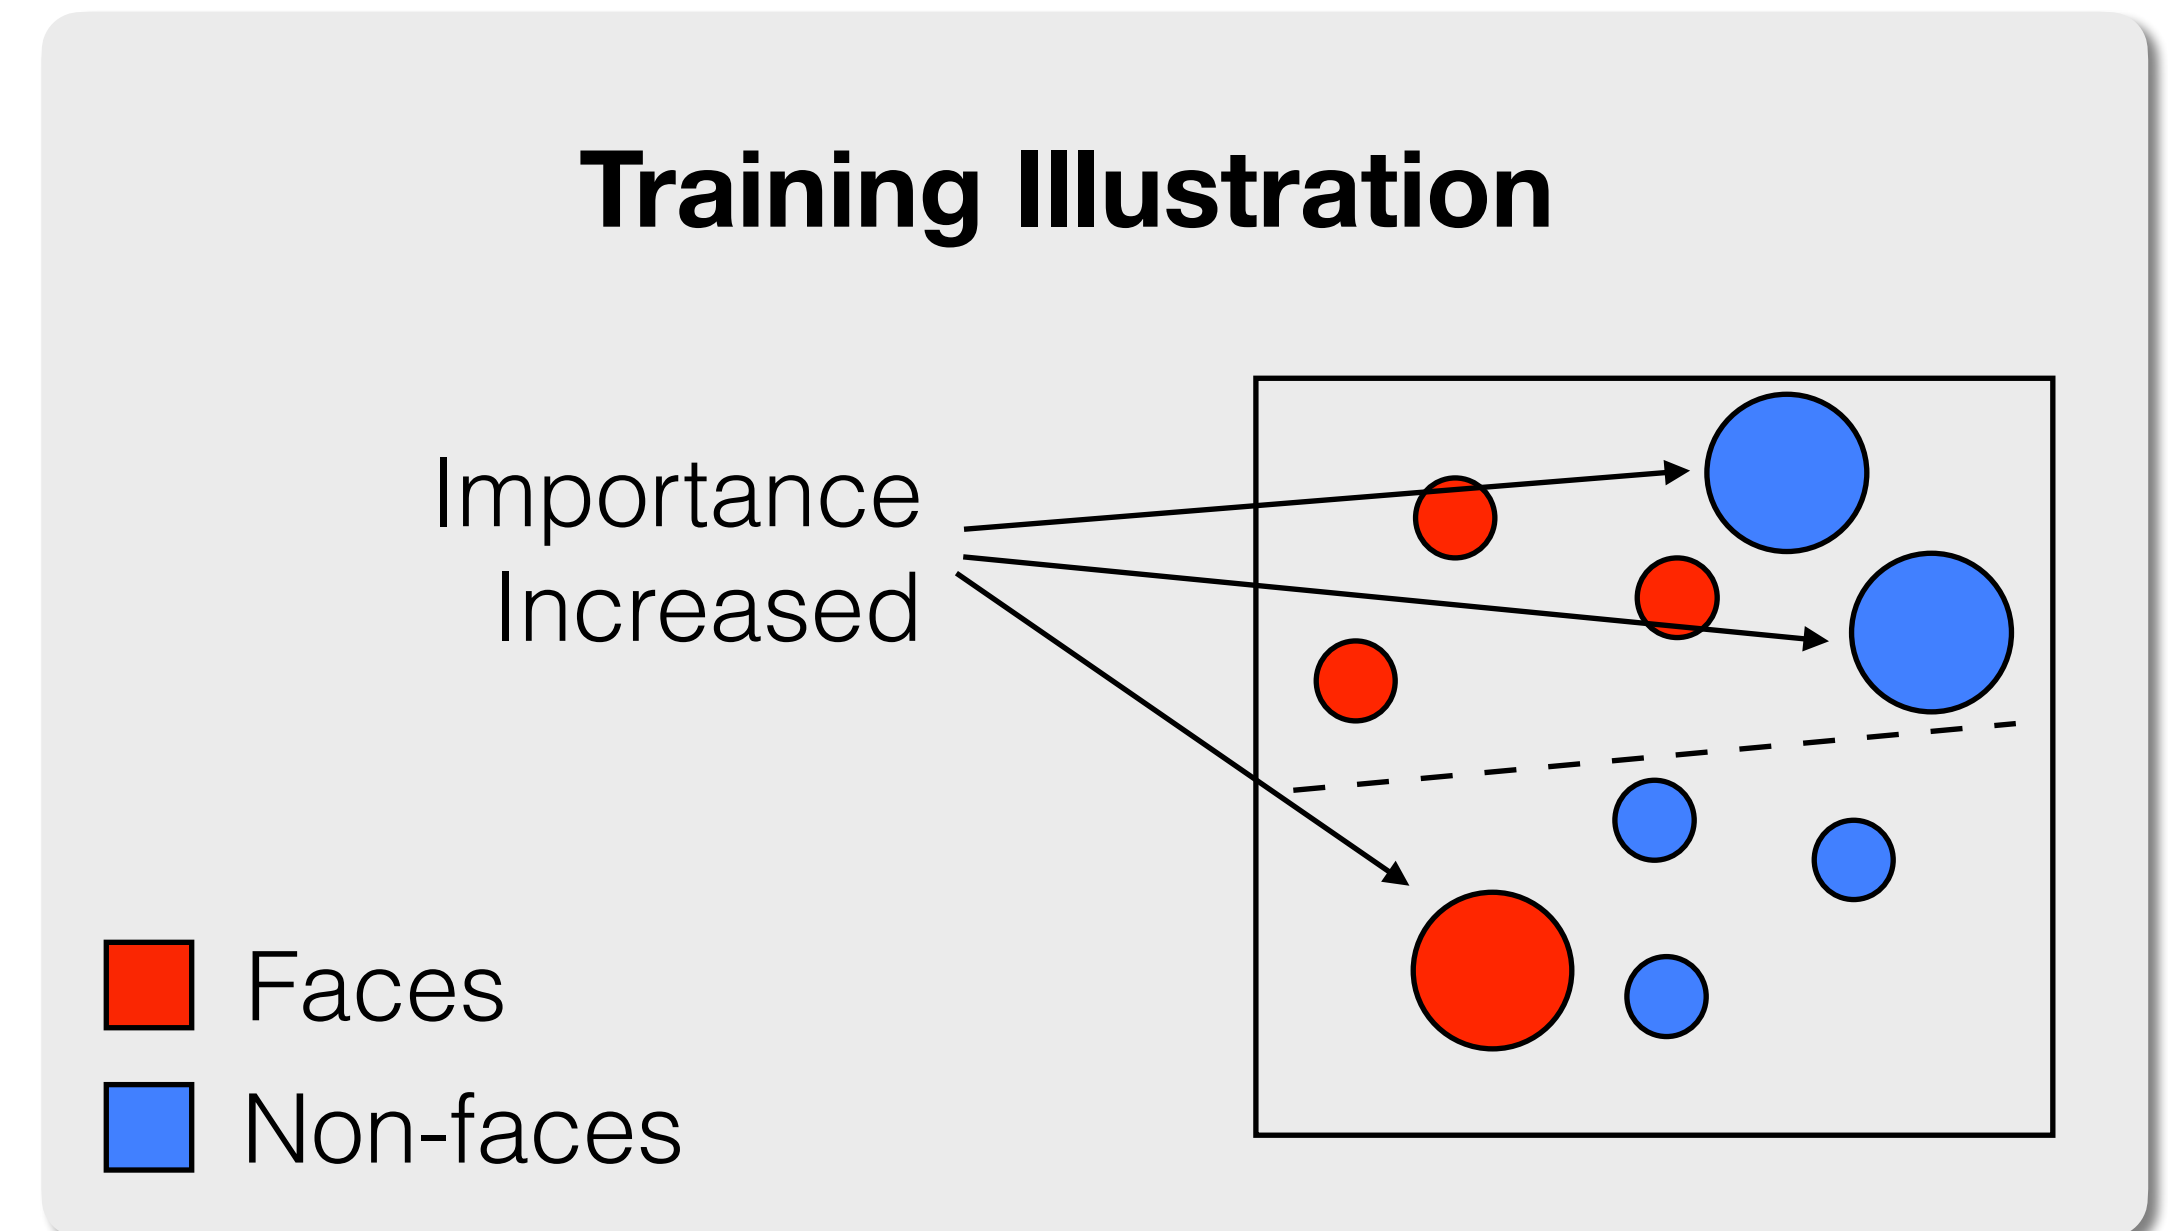 Training Illustration
Importance
Increased
Faces
Non-faces